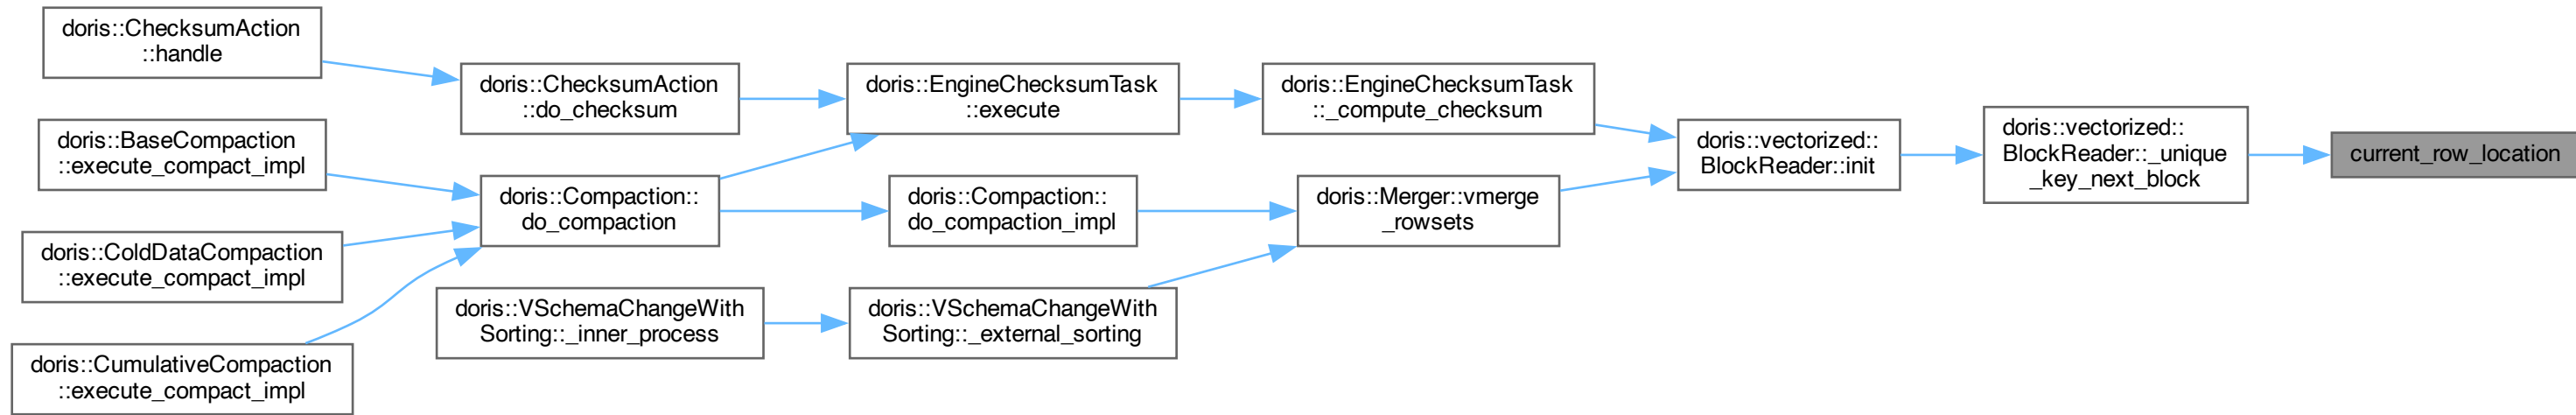 doris::ChecksumAction
::handle
doris::BaseCompaction
::execute_compact_impl
doris::ColdDataCompaction
::execute_compact_impl
doris::CumulativeCompaction
::execute_compact_impl
doris::ChecksumAction
::do_checksum
doris::Compaction::
do_compaction
doris::VSchemaChangeWith
Sorting::_inner_process
doris::EngineChecksumTask
::execute
doris::Compaction::
do_compaction_impl
doris::VSchemaChangeWith
Sorting::_external_sorting
doris::EngineChecksumTask
::_compute_checksum
doris::Merger::vmerge
_rowsets
doris::vectorized::
BlockReader::init
doris::vectorized::
BlockReader::_unique
_key_next_block
current_row_location